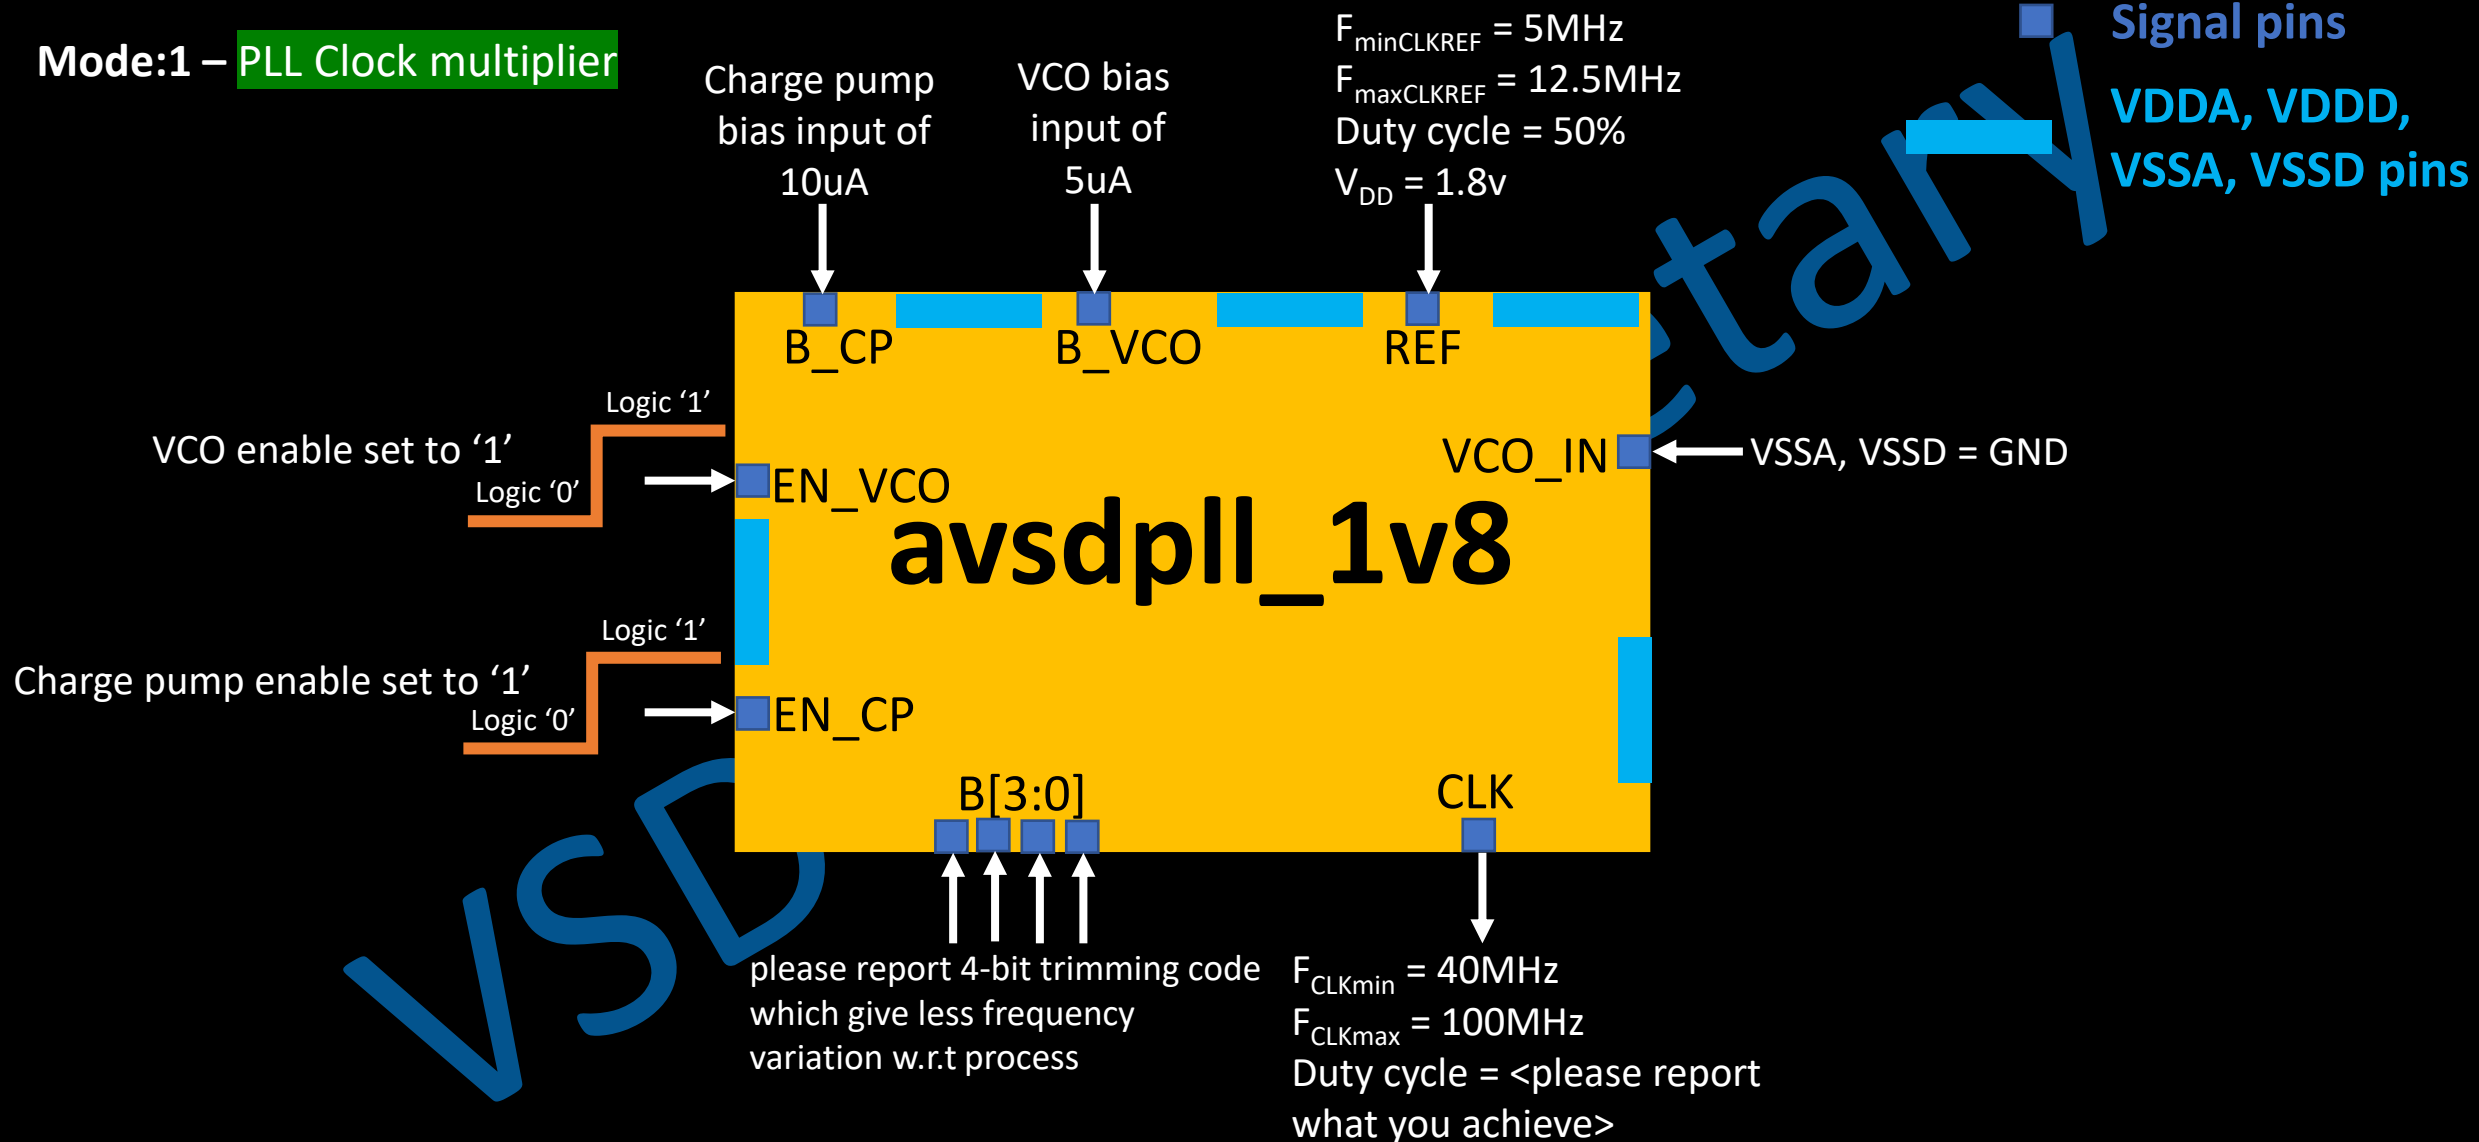 Mode:1 – PLL Clock multiplier
Charge pump
bias input of
10uA
VCO bias
input of
5uA
FminCLKREF = 5MHz
FmaxCLKREF = 12.5MHz
Duty cycle = 50%
VDD = 1.8v
Signal pins
VDDA, VDDD,
VSSA, VSSD pins
B_CP
B_VCO
REF
Logic ‘1’
VCO enable set to ‘1’
Logic ‘0’
EN_VCO
VCO_IN
VSSA, VSSD = GND
avsdpll_1v8
Logic ‘1’
Charge pump enable set to ‘1’
Logic ‘0’
EN_CP
B[3:0]
CLK
please report 4-bit trimming code
which give less frequency
variation w.r.t process
FCLKmin = 40MHz
FCLKmax = 100MHz
Duty cycle = <please report
what you achieve>
VSD